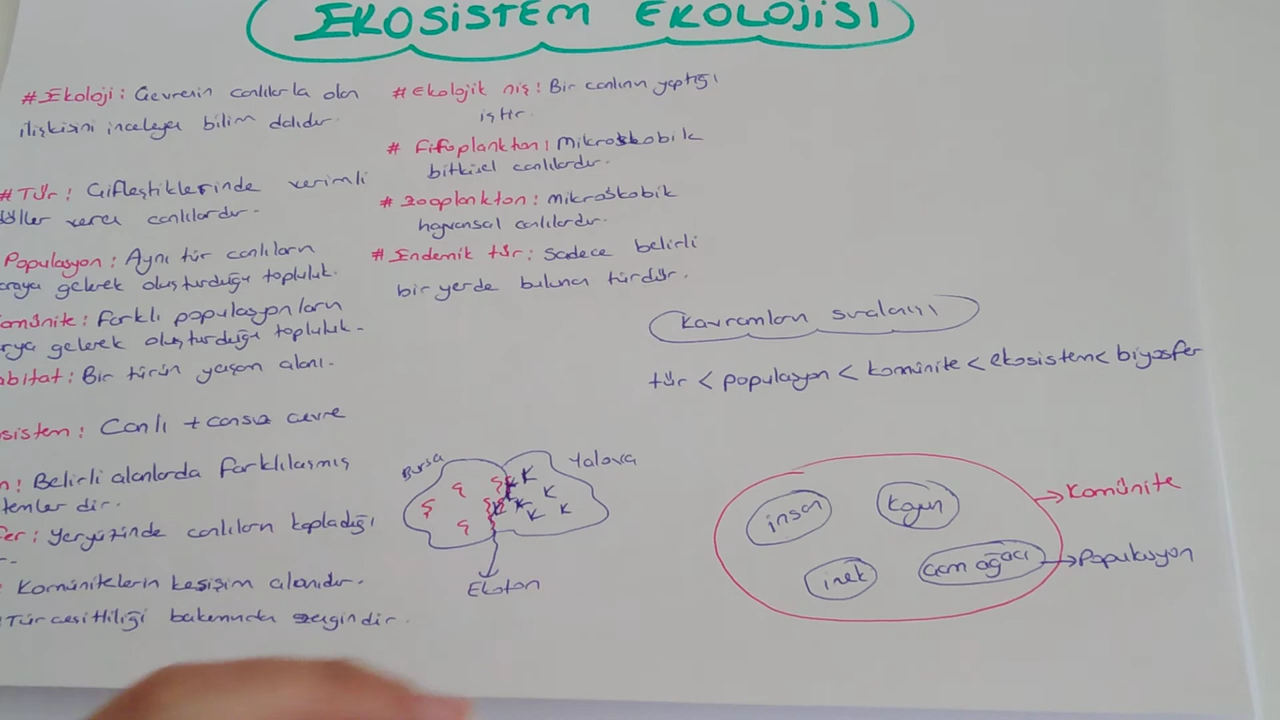 EKOSİSTEM EKOLOJİSİ
#Ekoloji: Çevrenin canlılarla olan
ilişkisini inceleyen bilim dalıdır.
#Tür: Çiftleştiklerinde verimli
döller veren canlılardır.
Populasyon: Aynı tür canlıların
araya gelerek oluşturduğu topluluk.
omünite: Farklı populasyonların
araya gelerek oluşturduğu topluluk.
abitat: Bir türün yaşam alanı.
sistem: Canlı + cansız çevre
n: Belirli alanlarda farklılaşmış
temler dir.
fer: Yeryüzünde canlıların kapladığı
Komünitelerin kesişim alanıdır.
Tür çeşitliliği bakımından zengindir.
#Ekolojik niş: Bir canlının yaptığı
iştir.
# Fitoplankton: Mikroskobik
bitkisel canlılardır.
#zooplankton: mikroskobik
hayvansal canlılardır.
#Endemik tür: Sadece belirli
bir yerde bulunan türdür.
Kavramların sıralanışı
tür < populasyon < komünite < ekosistem < biyosfer
Bursa
Yalova
K
K
K
K
Ekoton
insan
koyun
inek
çam ağacı
Komünite
Populasyon